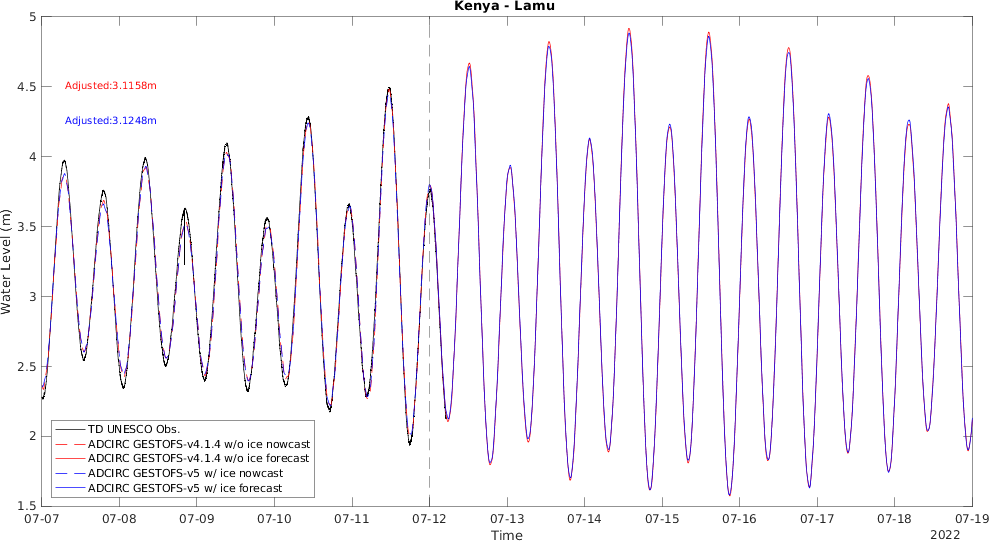 Kenya - Lamu
Water Level (m)
5
4.5
4
3.5
3
2.5
2
1.5
Adjusted:3.1158m
Adjusted:3.1248m
TD UNESCO Obs.
ADCIRC GESTOFS-v4.1.4 w/o ice nowcast
ADCIRC GESTOFS-v4.1.4 w/o ice forecast
ADCIRC GESTOFS-v5 w/ ice nowcast
ADCIRC GESTOFS-v5 w/ ice forecast
07-07 07-08 07-09 07-10 07-11 07-12 07-13 07-14 07-15 07-16 07-17 07-18 07-19
Time
2022